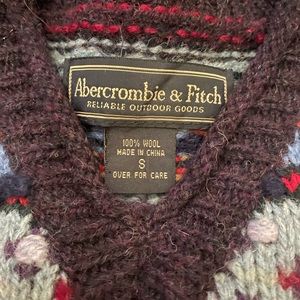 Abercrombie & Fitch
RELIABLE OUTDOOR GOODS
100% WOOL
MADE IN CHINA
S
OVER FOR CARE